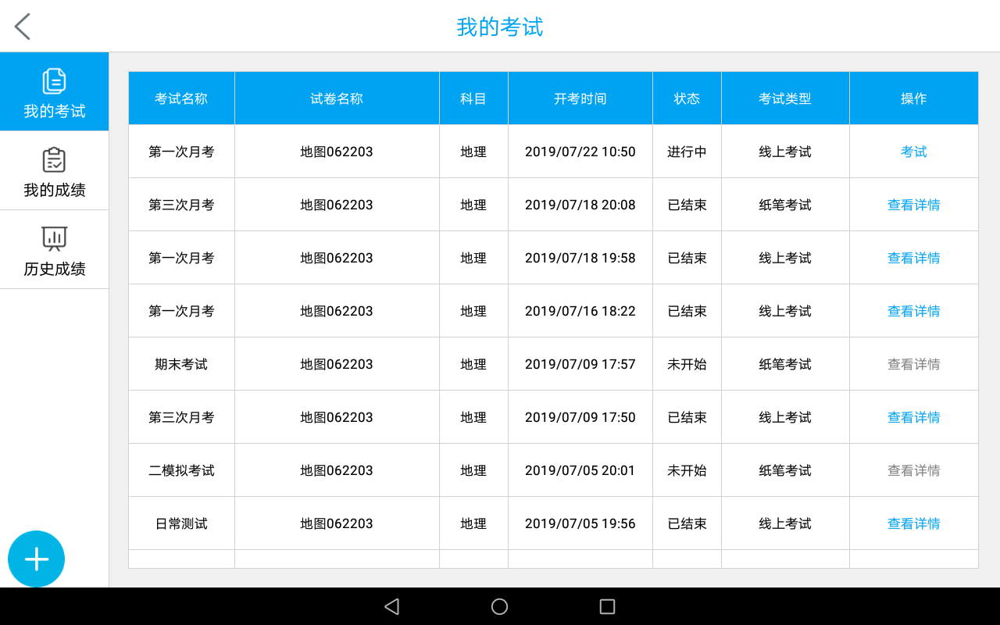 我的考试
我的考试
我的成绩
历史成绩
考试名称 试卷名称 科目 开考时间 状态 考试类型 操作
第一次月考 地图062203 地理 2019/07/22 10:50 进行中 线上考试 考试
第三次月考 地图062203 地理 2019/07/18 20:08 已结束 纸笔考试 查看详情
第一次月考 地图062203 地理 2019/07/18 19:58 已结束 线上考试 查看详情
第一次月考 地图062203 地理 2019/07/16 18:22 已结束 线上考试 查看详情
期末考试 地图062203 地理 2019/07/09 17:57 未开始 纸笔考试 查看详情
第三次月考 地图062203 地理 2019/07/09 17:50 已结束 线上考试 查看详情
二模拟考试 地图062203 地理 2019/07/05 20:01 未开始 纸笔考试 查看详情
日常测试 地图062203 地理 2019/07/05 19:56 已结束 线上考试 查看详情